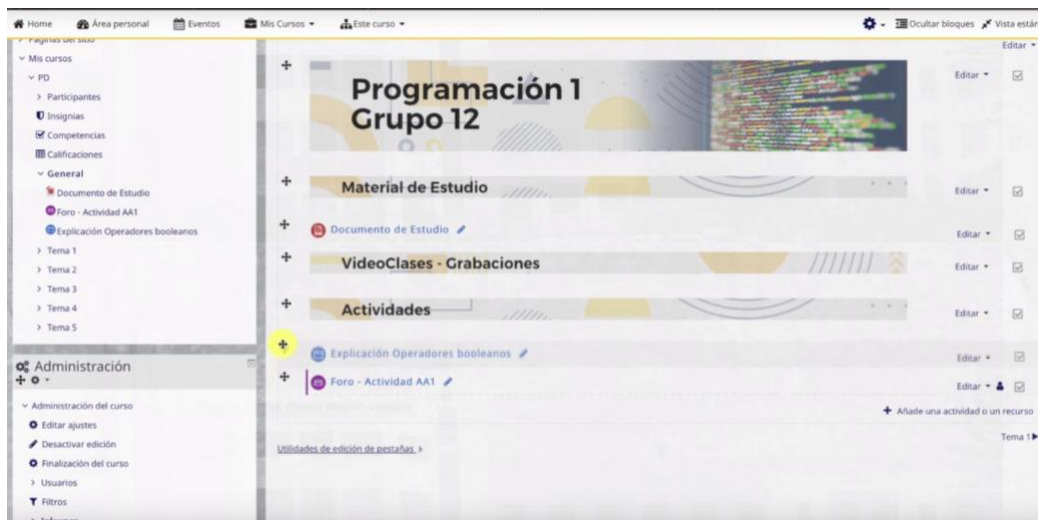 Home Área personal Eventos Mis Cursos Este curso Ocultar bloques Vista están
Páginas del sitio
Mis cursos
PD
Participantes
Insignias
Competencias
Calificaciones
General
Documento de Estudio
Foro - Actividad AA1
Explicación Operadores booleanos
Tema 1
Tema 2
Tema 3
Tema 4
Tema 5
Administración
Administración del curso
Editar ajustes
Desactivar edición
Finalización del curso
Usuarios
Filtros
Informes
Editar
Programación 1
Grupo 12
Editar
Material de Estudio
Editar
Documento de Estudio
Editar
VideoClases - Grabaciones
Editar
Actividades
Editar
Explicación Operadores booleanos
Editar
Foro - Actividad AA1
Editar
Añade una actividad o un recurso
Tema 1
Utilidades de edición de pestañas